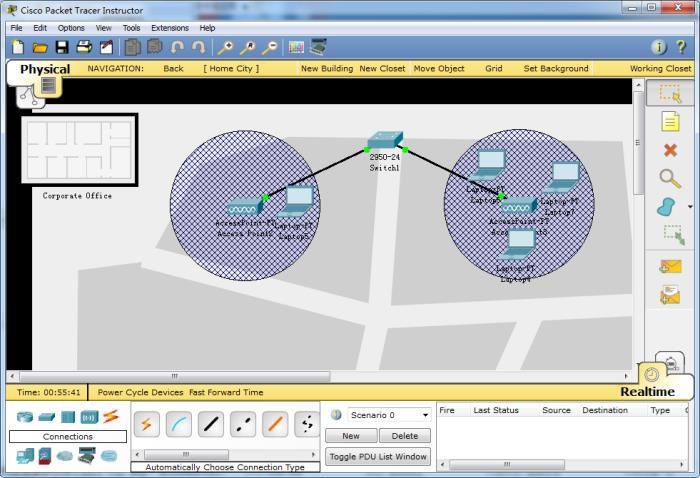 Cisco Packet Tracer Instructor
File Edit Options View Tools Extensions Help
Physical NAVIGATION: Back [ Home City ] New Building New Closet Move Object Grid Set Background Working Closet
Corporate Office
2950-24
Switch1
AccessPoint-PT
Access Point2
Laptop-PT
Laptop5
Laptop-PT
Laptop-PT
Laptop7
AccessPoint-PT
Laptop-PT
Time: 00:55:41 Power Cycle Devices Fast Forward Time Realtime
Connections
Automatically Choose Connection Type
Scenario 0
New Delete
Toggle PDU List Window
Fire Last Status Source Destination Type